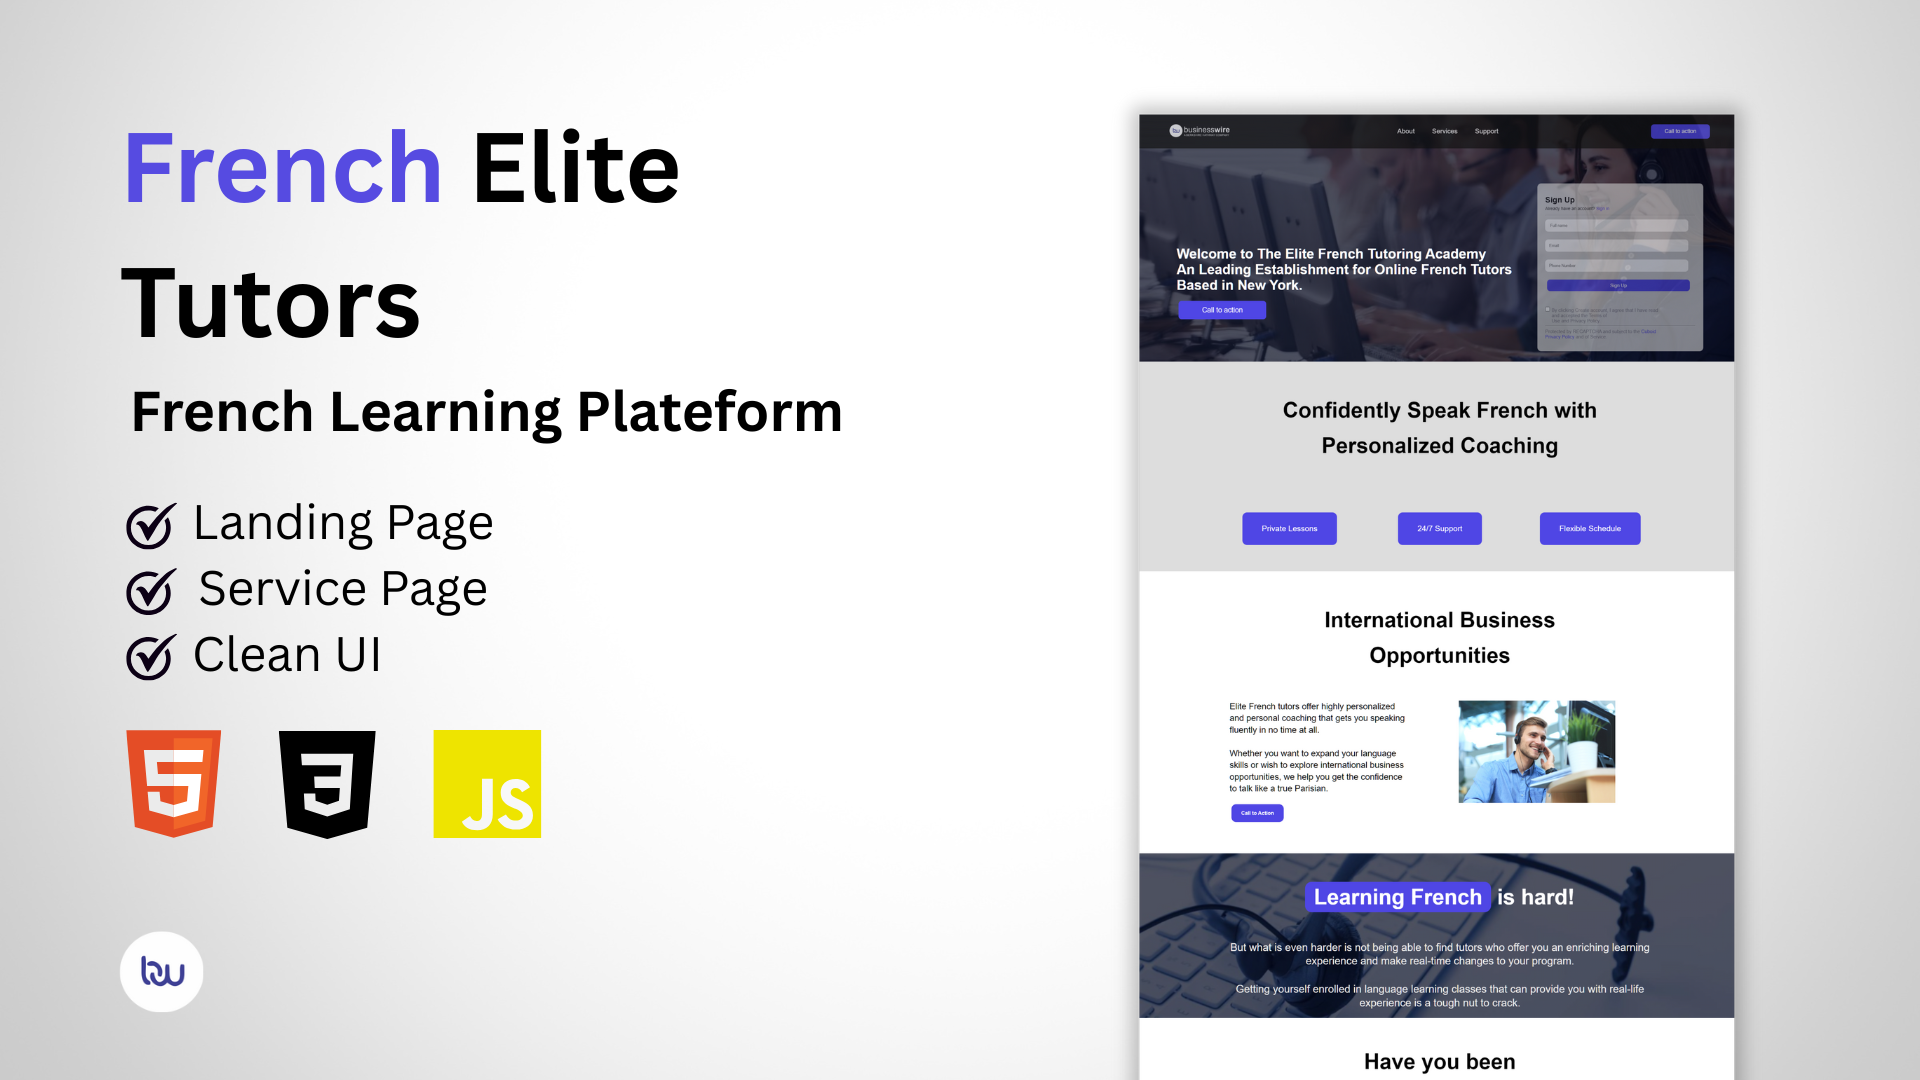 French Elite
Tutors
French Learning Plateform
Landing Page
Service Page
Clean UI
5
3
JS
bw
businesswire
About
Services
Support
Call to action
Welcome to The Elite French Tutoring Academy
An Leading Establishment for Online French Tutors
Based in New York.
Call to action
Sign Up
Already have an account? Sign in
Full name
Email
Phone Number
Sign Up
Confidently Speak French with
Personalized Coaching
Private Lessons
24/7 Support
Flexible Schedule
International Business
Opportunities
Elite French tutors offer highly personalized
and personal coaching that gets you speaking
fluently in no time at all.
Whether you want to expand your language
skills or wish to explore international business
opportunities, we help you get the confidence
to talk like a true Parisian.
Call to Action
Learning French is hard!
But what is even harder is not being able to find tutors who offer you an enriching learning
experience and make real-time changes to your program.
Getting yourself enrolled in language learning classes that can provide you with real-life
experience is a tough nut to crack.
Have you been